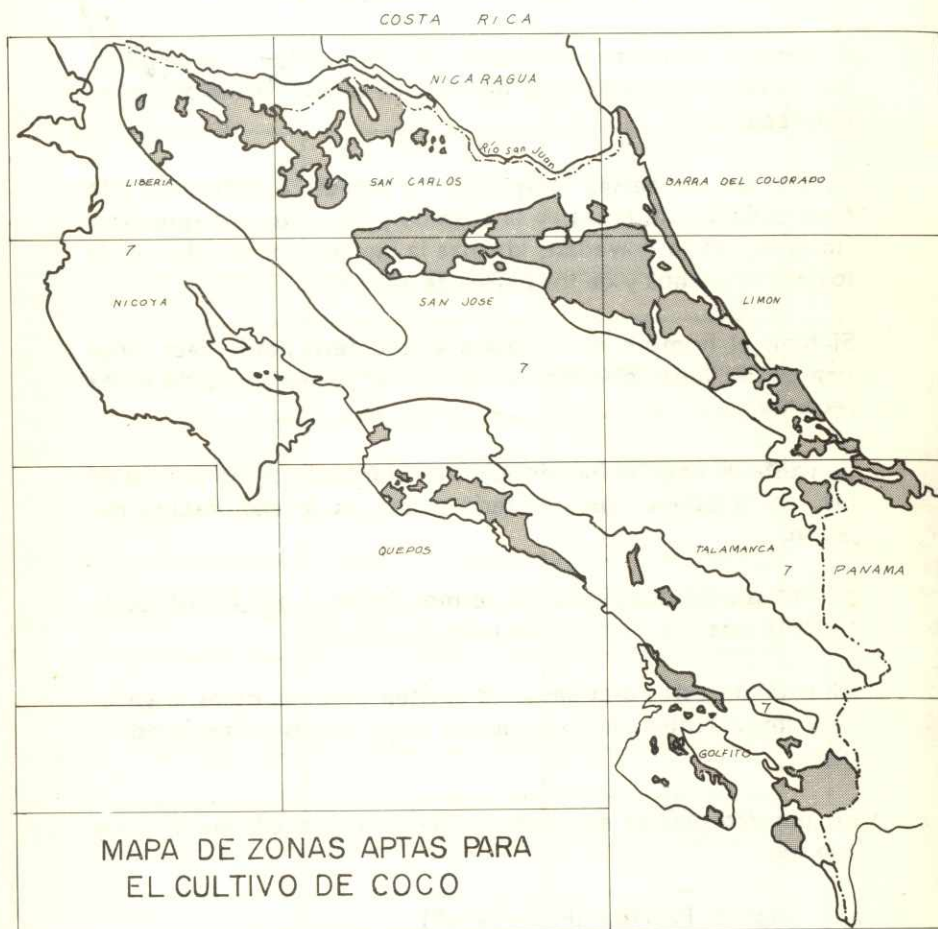 COSTA RICA
NICARAGUA
Río San Juan
LIBERIA
SAN CARLOS
BARRA DEL COLORADO
7
NICOYA
SAN JOSE
LIMON
7
QUEPOS
TALAMANCA
7
PANAMA
7
GOLFITO
MAPA DE ZONAS APTAS PARA
EL CULTIVO DE COCO